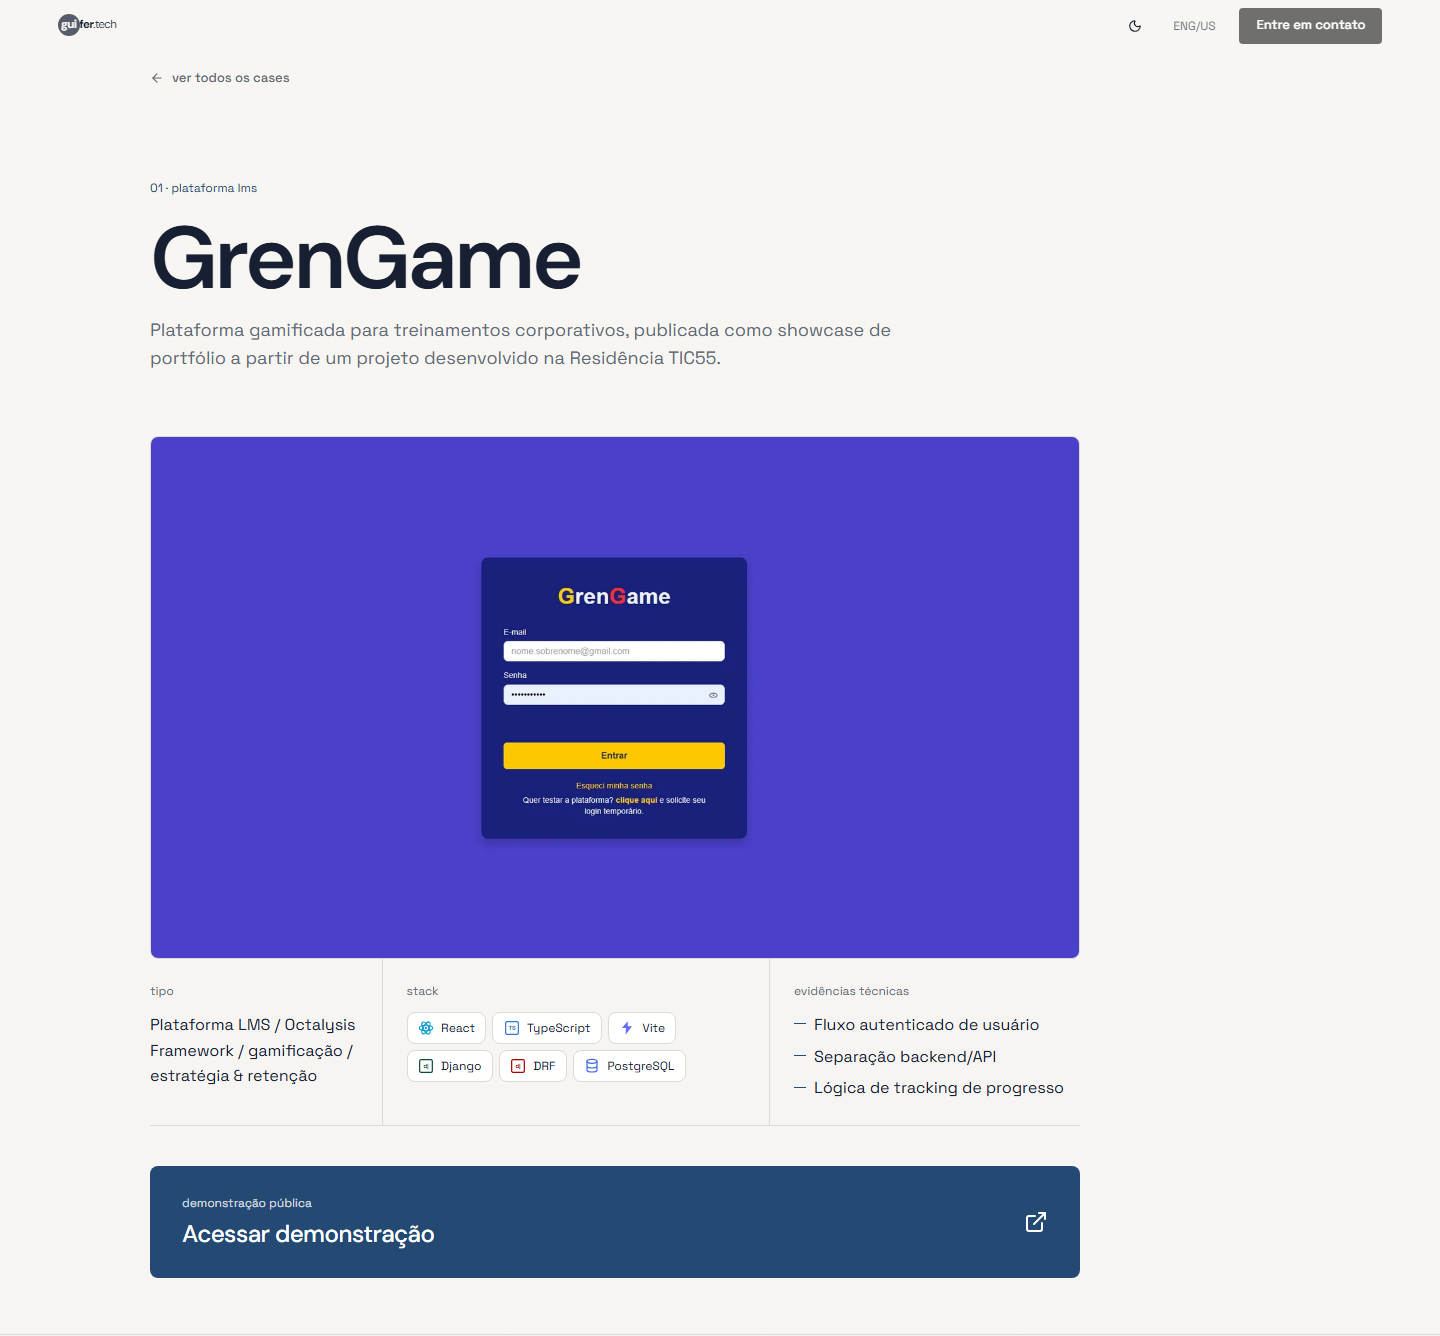 guifer.tech
ENG/US
Entre em contato
← ver todos os cases
01 · plataforma lms
GrenGame
Plataforma gamificada para treinamentos corporativos, publicada como showcase de
portfólio a partir de um projeto desenvolvido na Residência TIC55.
GrenGame
E-mail
nome.sobrenome@gmail.com
Senha
•••••••••••
Entrar
Esqueci minha senha
Quer testar a plataforma? clique aqui e solicite seu
login temporário.
tipo
Plataforma LMS / Octalysis
Framework / gamificação /
estratégia & retenção
stack
React
TS TypeScript
Vite
dj Django
dj DRF
PostgreSQL
evidências técnicas
— Fluxo autenticado de usuário
— Separação backend/API
— Lógica de tracking de progresso
demonstração pública
Acessar demonstração